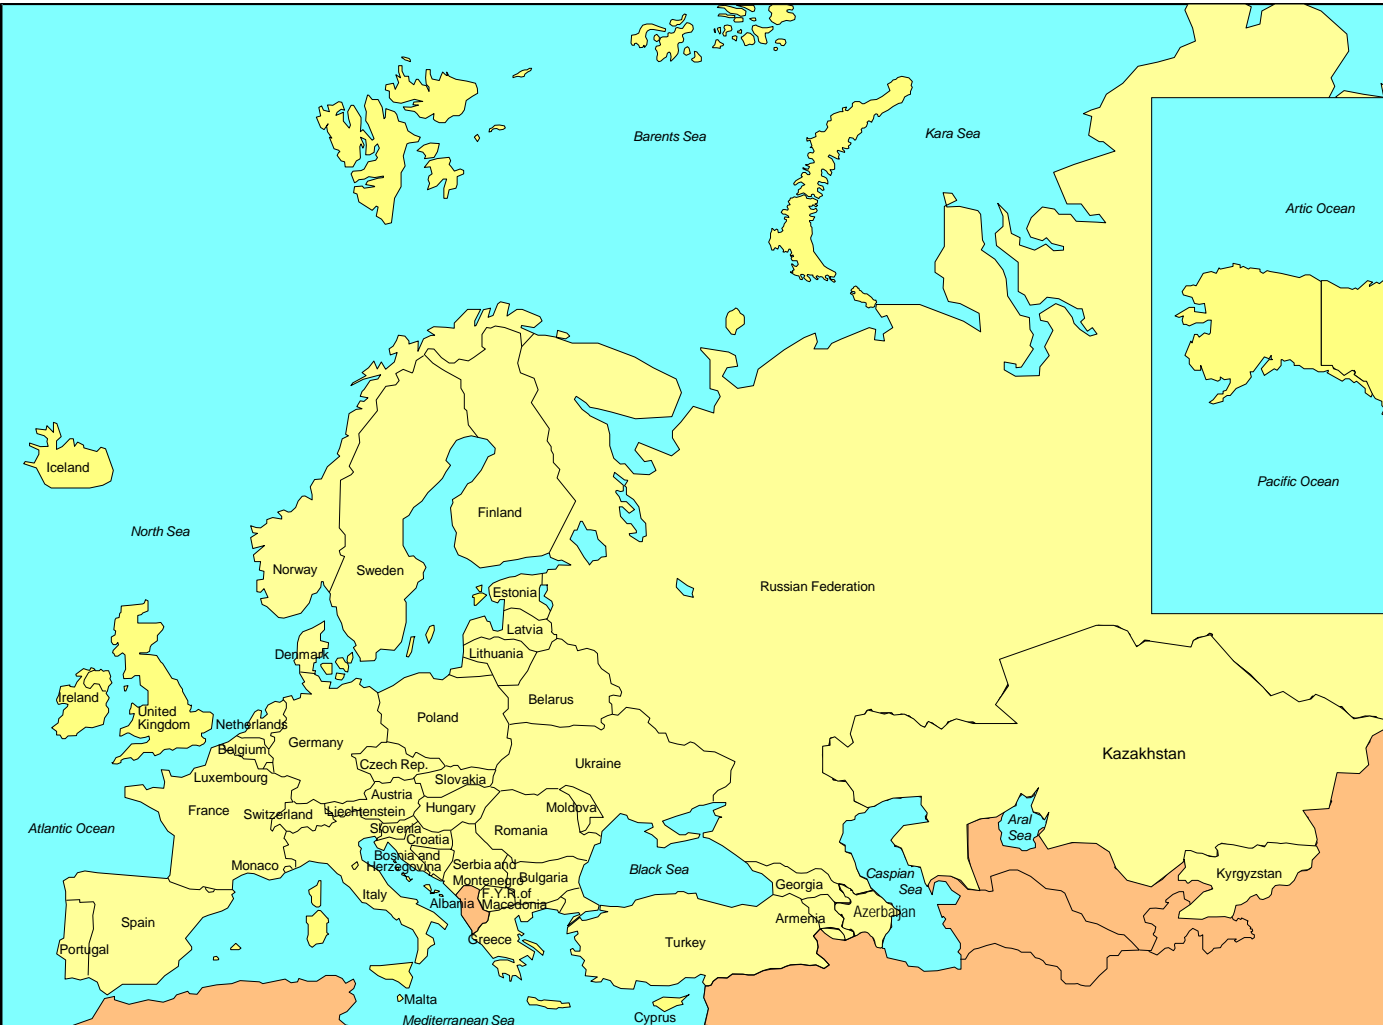 Barents Sea
Kara Sea
Artic Ocean
Iceland
Pacific Ocean
Finland
North Sea
Norway
Sweden
Russian Federation
Estonia
Latvia
Denmark
Lithuania
Ireland
Belarus
United
Kingdom
Poland
Netherlands
Germany
Belgium
Kazakhstan
Czech Rep.
Ukraine
Luxembourg
Slovakia
Austria
France
Switzerland
Liechtenstein
Hungary
Moldova
Aral
Sea
Atlantic Ocean
Slovenia
Romania
Croatia
Bosnia and
Herzegovina
Monaco
Serbia and
Montenegro
Black Sea
Bulgaria
Caspian
Sea
Kyrgyzstan
Georgia
Italy
F.Y.R.of
Macedonia
Albania
Azerbaijan
Armenia
Spain
Portugal
Greece
Turkey
Malta
Mediterranean Sea
Cyprus